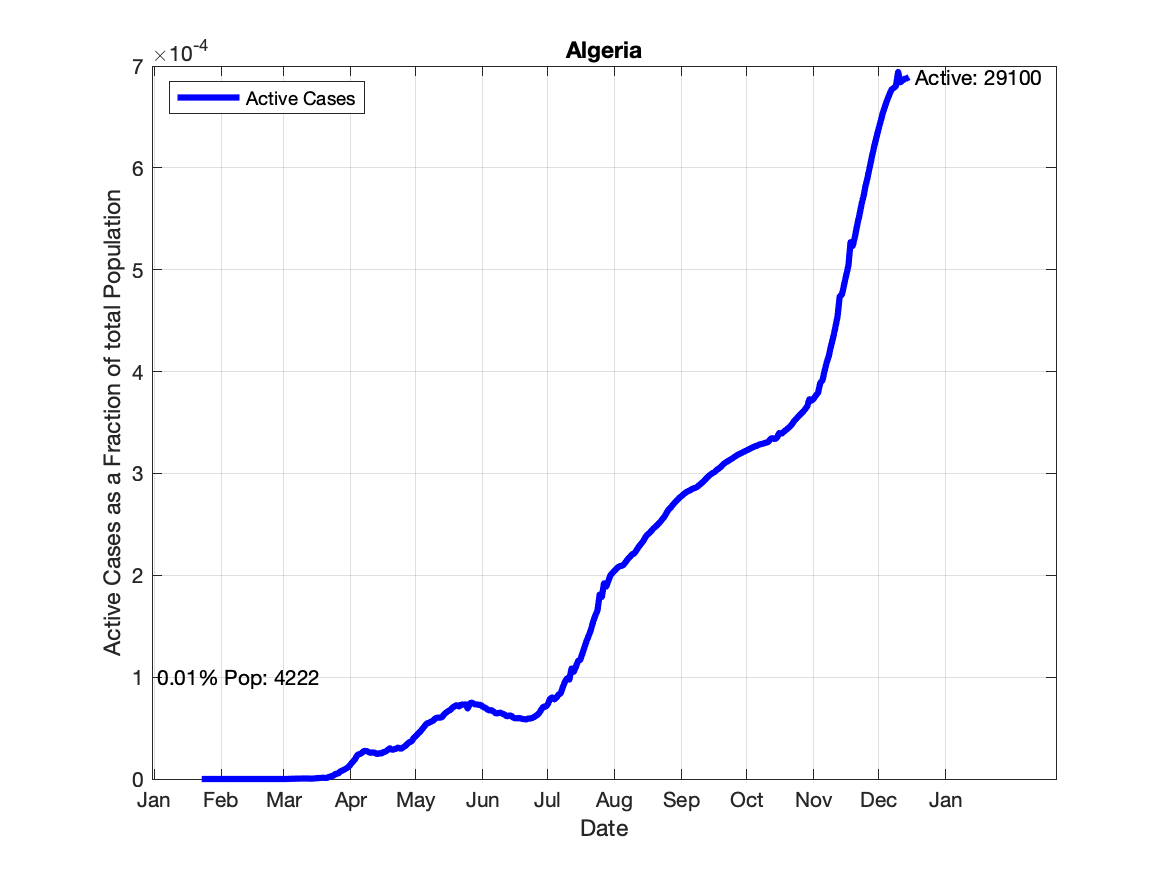 Algeria
×10-4
7
6
5
4
3
2
1
0
Active Cases
Active: 29100
0.01% Pop: 4222
Active Cases as a Fraction of total Population
Jan Feb Mar Apr May Jun Jul Aug Sep Oct Nov Dec Jan
Date